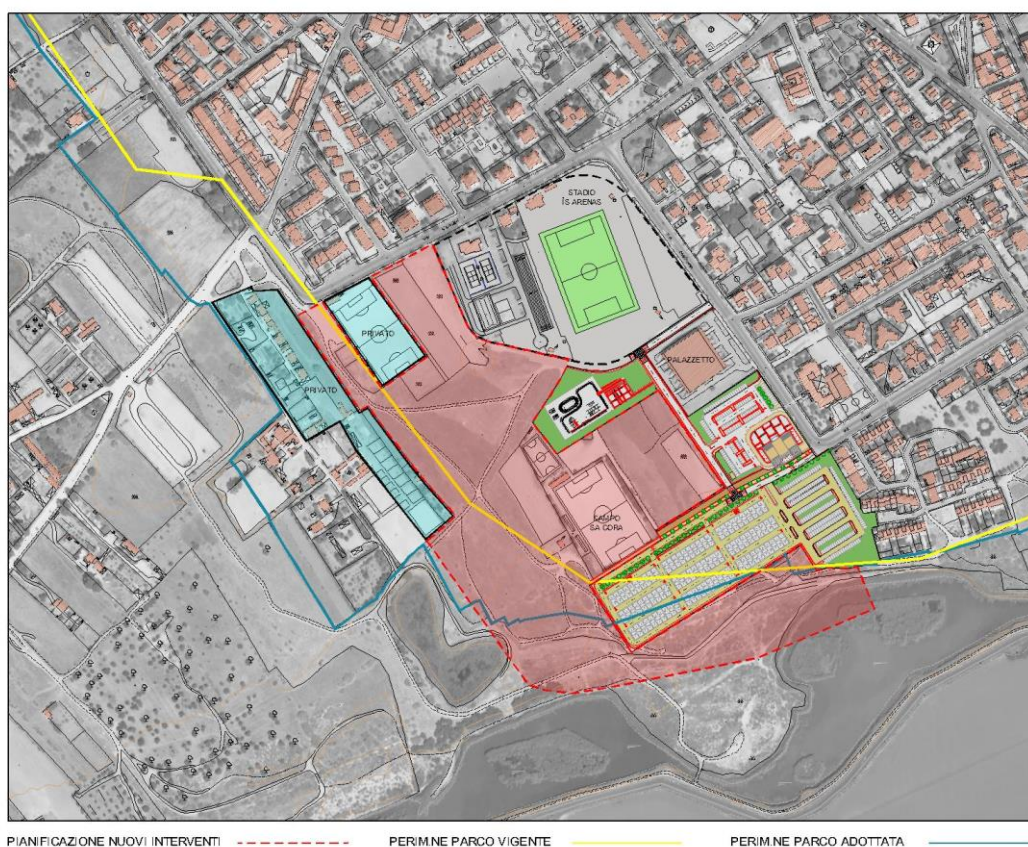 STADIO
IS ARENAS
PRIVATO
PALAZZETTO
PRIVATO
CAMPO
SA CORA
PIANIFICAZIONE NUOVI INTERVENTI
PERIM.NE PARCO VIGENTE
PERIM.NE PARCO ADOTTATA